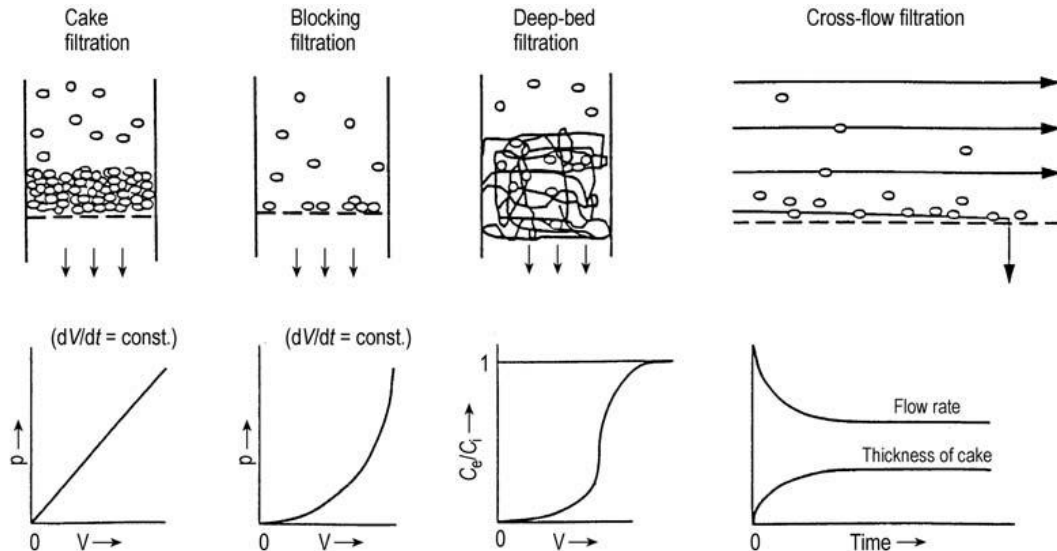 Cake
filtration
Blocking
filtration
Deep-bed
filtration
Cross-flow filtration
(dV/dt = const.)
p →
0
V →
(dV/dt = const.)
p →
0
V →
1
Ce/Ci →
0
V →
Flow rate
Thickness of cake
0
Time →